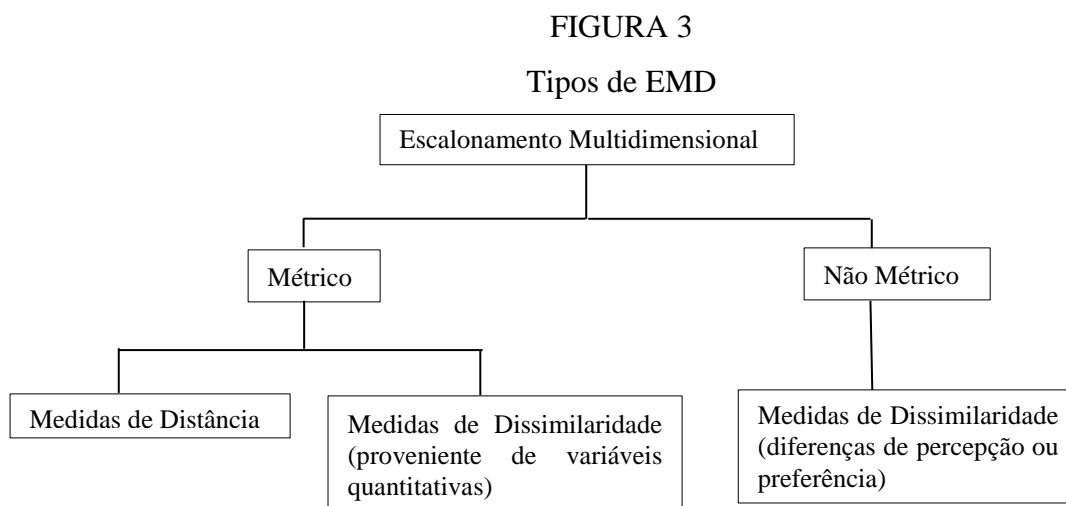 FIGURA 3
Tipos de EMD
Escalonamento Multidimensional
Métrico
Não Métrico
Medidas de Distância
Medidas de Dissimilaridade
(proveniente de variáveis
quantitativas)
Medidas de Dissimilaridade
(diferenças de percepção ou
preferência)